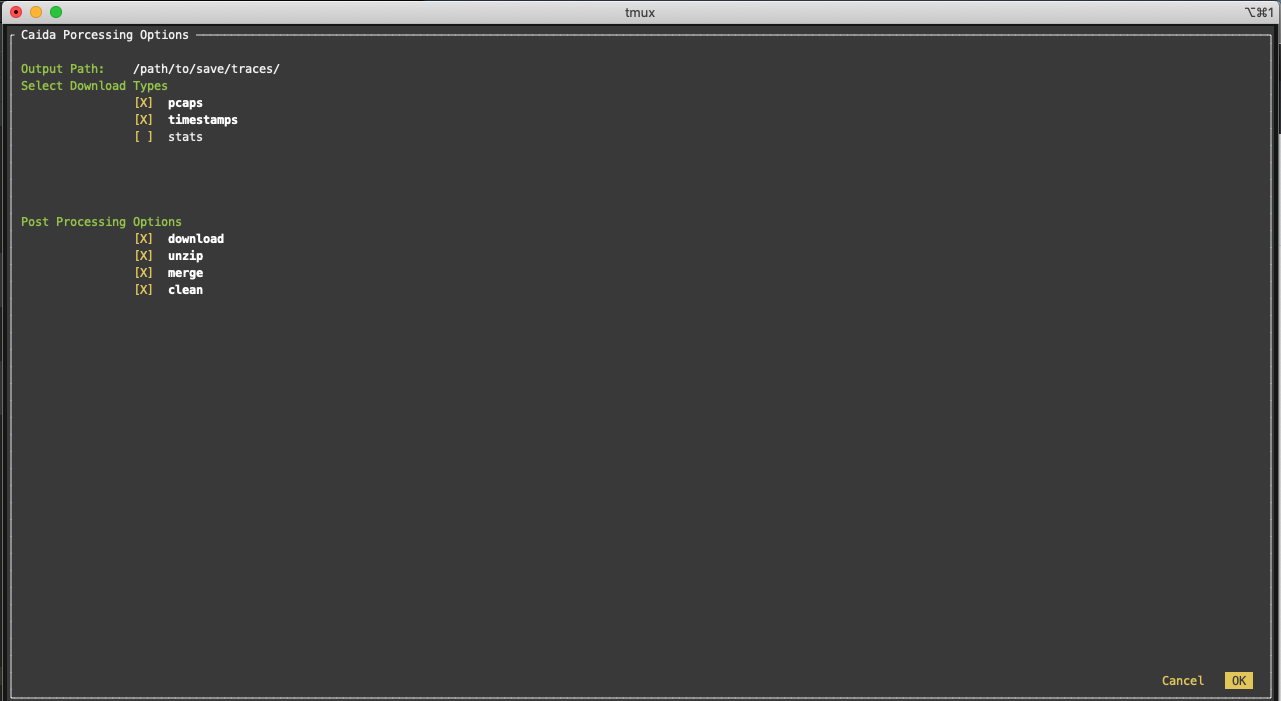 tmux
⌥⌘1
Caida Porcessing Options
Output Path: /path/to/save/traces/
Select Download Types
[X] pcaps
[X] timestamps
[ ] stats
Post Processing Options
[X] download
[X] unzip
[X] merge
[X] clean
Cancel OK